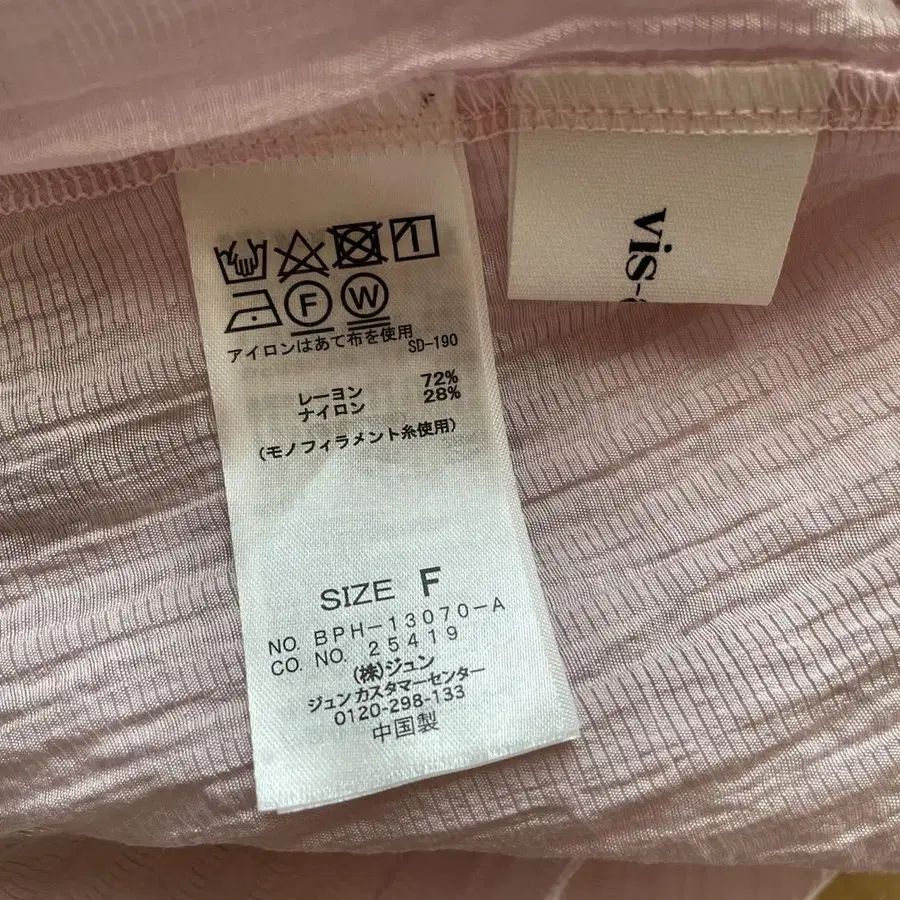 F W
アイロンはあて布を使用
SD-190
レーヨン 72%
ナイロン 28%
(モノフィラメント糸使用)
SIZE F
NO. BPH-13070-A
CO. NO. 25419
(株)ジュン
ジュンカスタマーセンター
0120-298-133
中国製
vis-